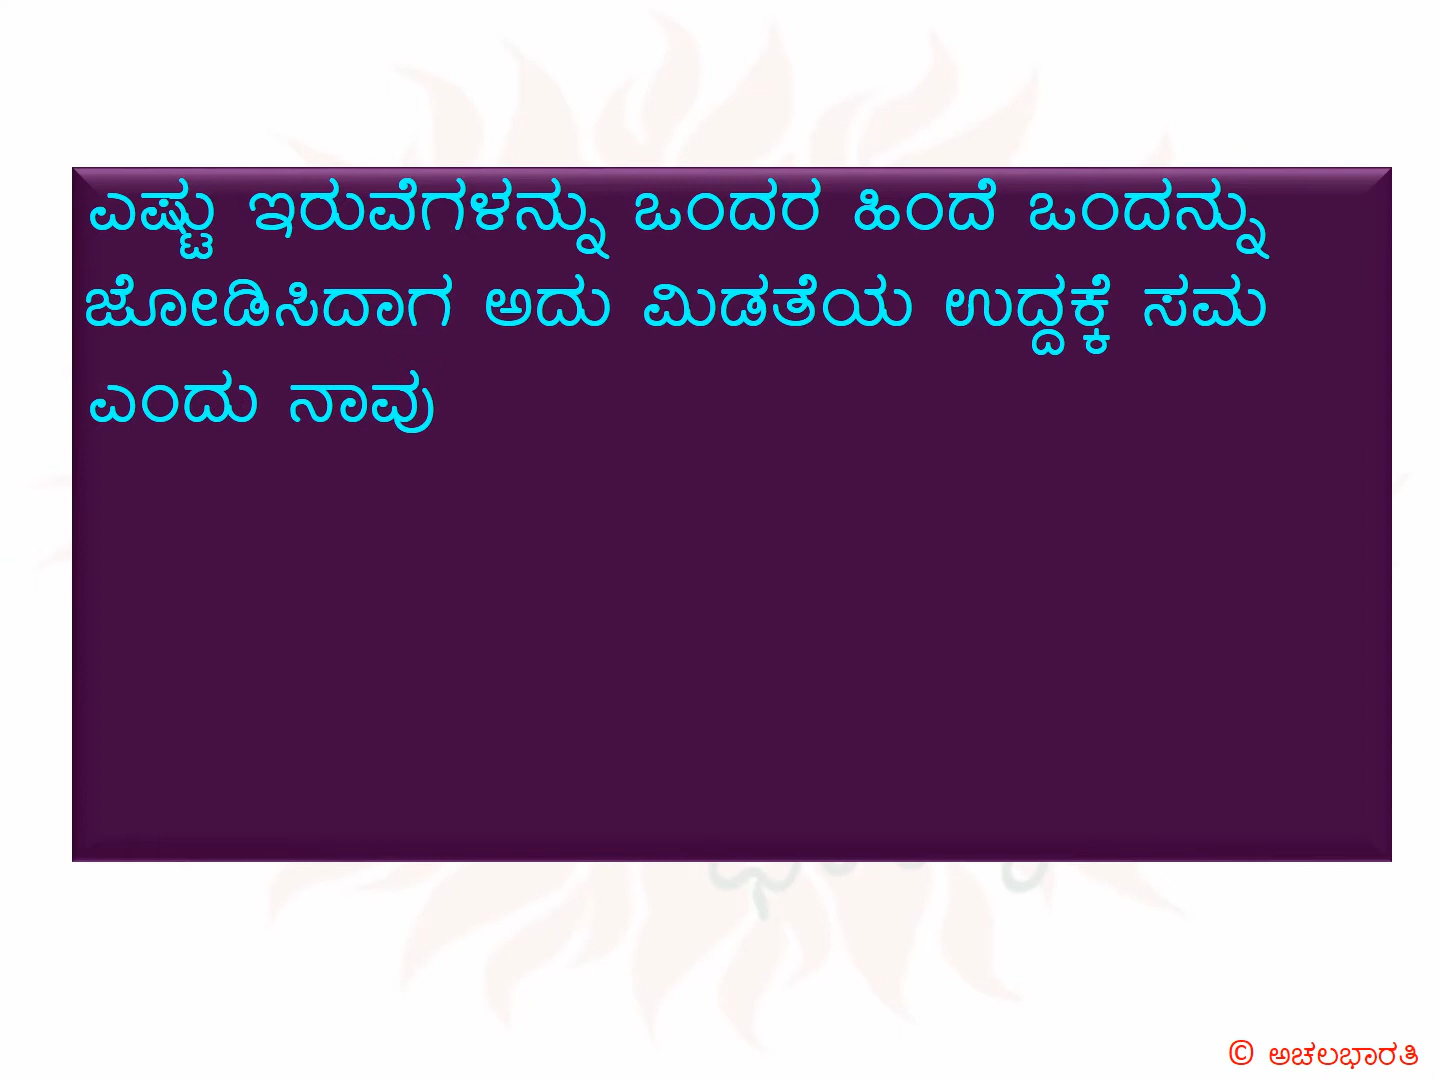 ಎಷ್ಟು ಇರುವೆಗಳನ್ನು ಒಂದರ ಹಿಂದೆ ಒಂದನ್ನು
ಜೋಡಿಸಿದಾಗ ಅದು ಮಿಡತೆಯ ಉದ್ದಕ್ಕೆ ಸಮ
ಎಂದು ನಾವು
© ಅಚಲಭಾರತಿ